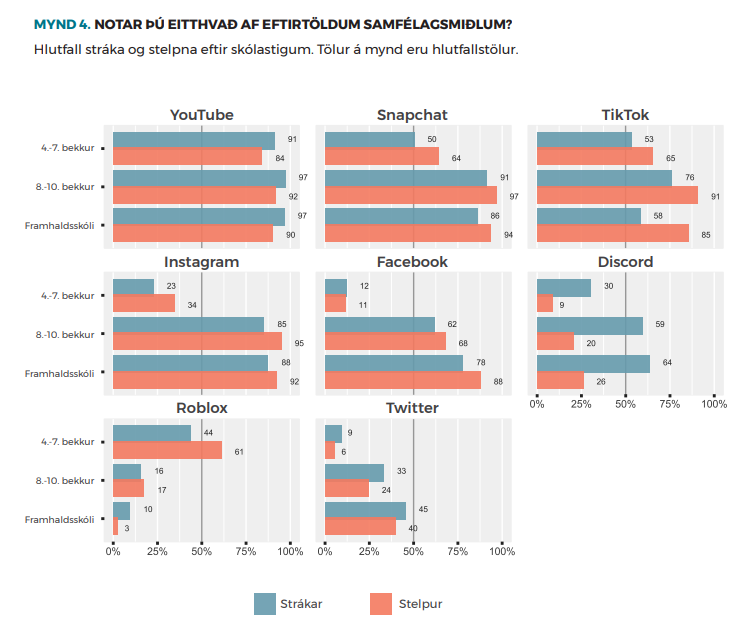 MYND 4. NOTAR ÞÚ EITTHVAÐ AF EFTIRTÖLDUM SAMFÉLAGSMIÐLUM?
Hlutfall stráka og stelpna eftir skólastigum. Tölur á mynd eru hlutfallstölur.
YouTube Snapchat TikTok
4.-7. bekkur 91 50 53
84 64 65
8.-10. bekkur 97 91 76
92 97 91
Framhaldsskóli 97 86 58
90 94 85
Instagram Facebook Discord
4.-7. bekkur 23 12 30
34 11 9
8.-10. bekkur 85 62 59
95 68 20
Framhaldsskóli 88 78 64
92 88 26
0% 25% 50% 75% 100%
Roblox Twitter
4.-7. bekkur 44 9
61 6
8.-10. bekkur 16 33
17 24
Framhaldsskóli 10 45
3 40
0% 25% 50% 75% 100% 0% 25% 50% 75% 100%
Strákar Stelpur